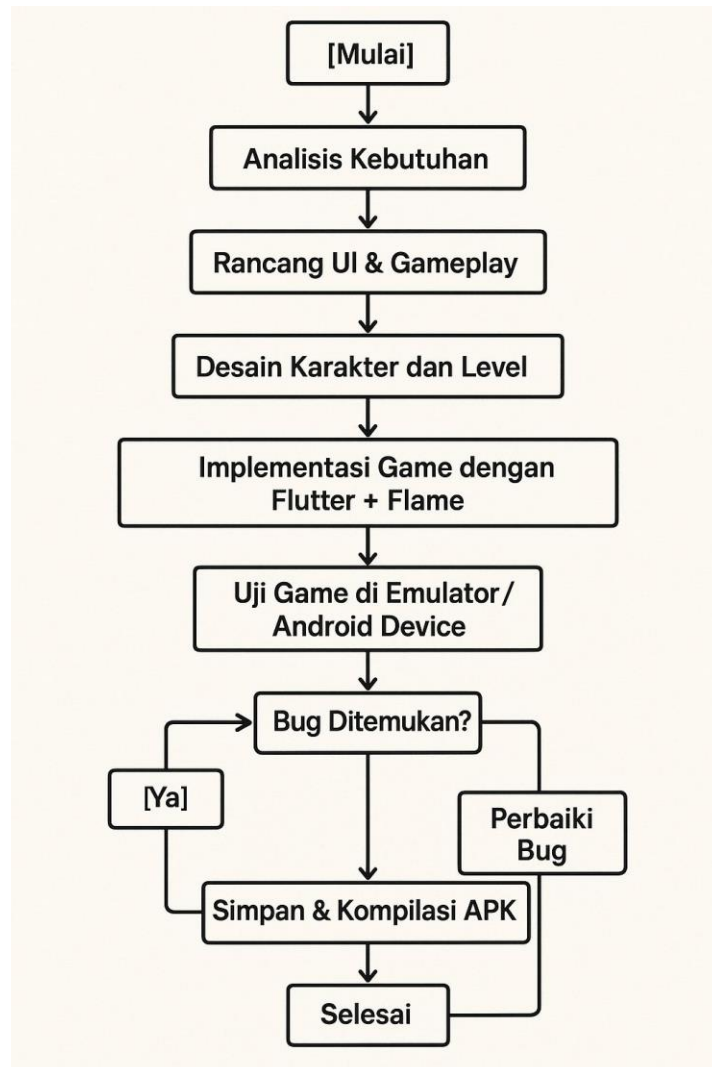 [Mulai]
Analisis Kebutuhan
Rancang UI & Gameplay
Desain Karakter dan Level
Implementasi Game dengan
Flutter + Flame
Uji Game di Emulator/
Android Device
Bug Ditemukan?
[Ya]
Perbaiki
Bug
Simpan & Kompilasi APK
Selesai